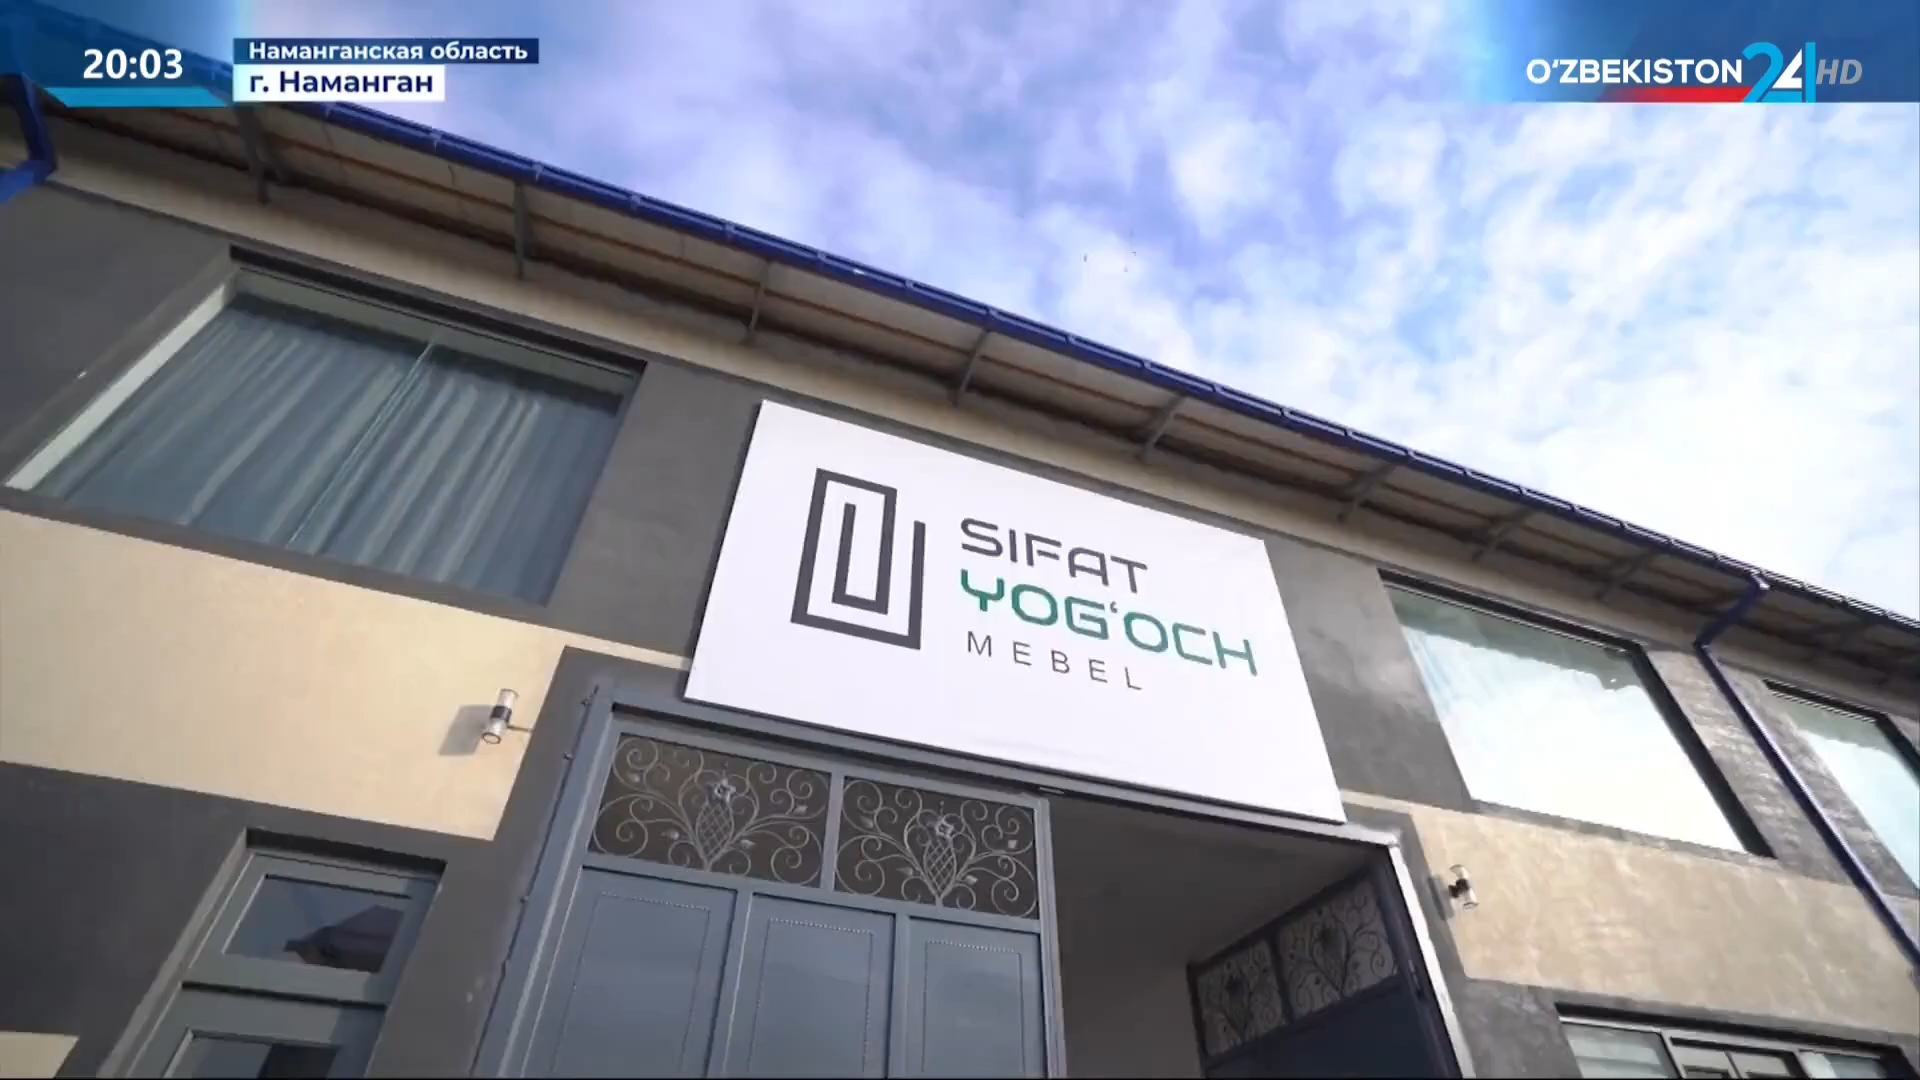 20:03
Наманганская область
г. Наманган
O‘ZBEKISTON 24 HD
SIFAT
YOG‘OCH
MEBEL